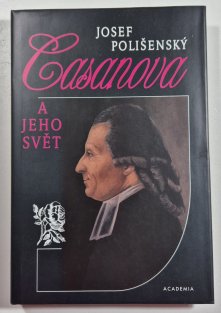 JOSEF
POLIŠENSKÝ
Casanova
A
JEHO
SVĚT
ACADEMIA